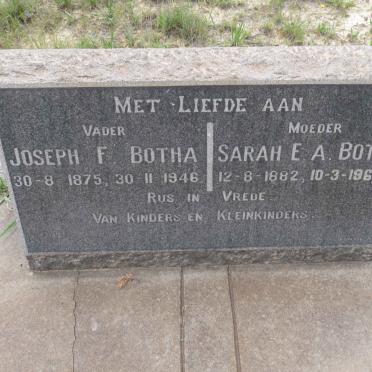 MET LIEFDE AAN
VADER MOEDER
JOSEPH F. BOTHA SARAH E.A. BOT
30-8-1875, 30-11-1946 12-8-1882, 10-3-196
RUS IN VREDE
VAN KINDERS EN KLEINKINDERS.